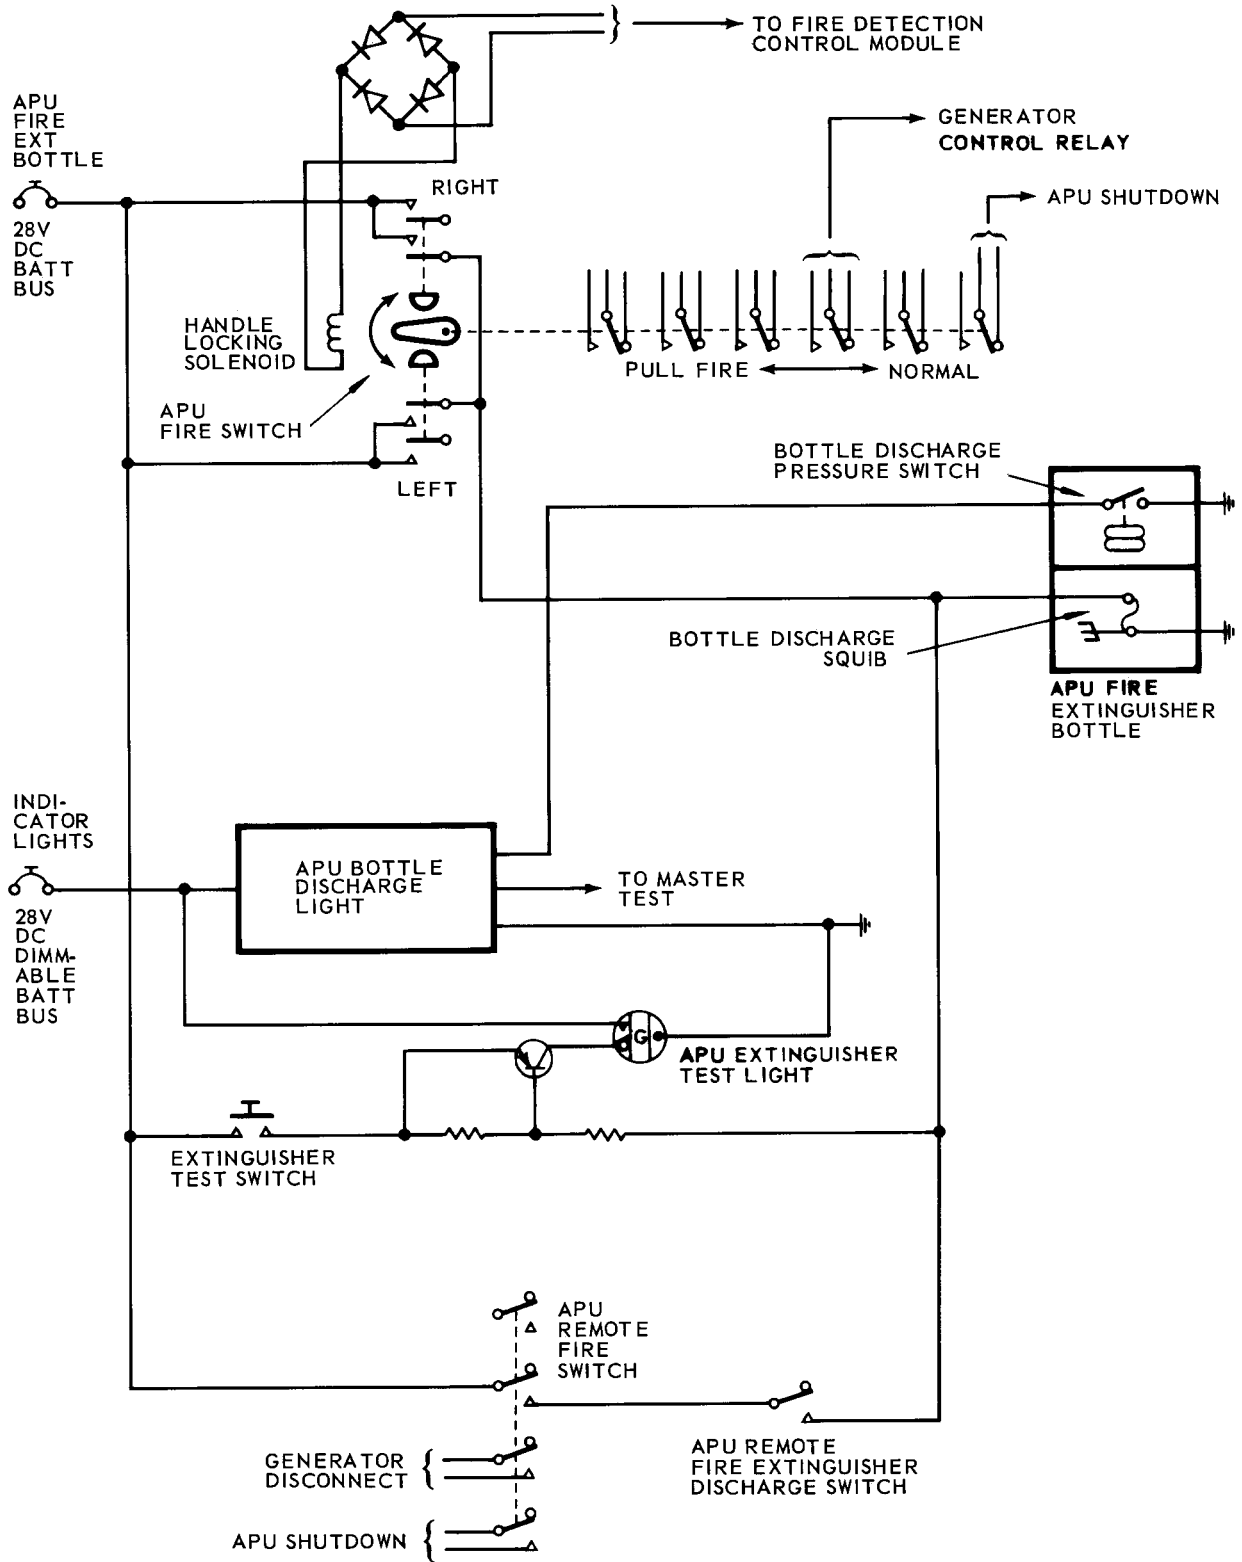 TO FIRE DETECTION
CONTROL MODULE
APU
FIRE
EXT
BOTTLE
28V
DC
BATT
BUS
RIGHT
GENERATOR
CONTROL RELAY
APU SHUTDOWN
HANDLE
LOCKING
SOLENOID
APU
FIRE SWITCH
PULL FIRE
NORMAL
LEFT
BOTTLE DISCHARGE
PRESSURE SWITCH
BOTTLE DISCHARGE
SQUIB
APU FIRE
EXTINGUISHER
BOTTLE
INDI-
CATOR
LIGHTS
28V
DC
DIMM-
ABLE
BATT
BUS
APU BOTTLE
DISCHARGE
LIGHT
TO MASTER
TEST
G
APU EXTINGUISHER
TEST LIGHT
EXTINGUISHER
TEST SWITCH
APU
REMOTE
FIRE
SWITCH
GENERATOR
DISCONNECT
APU REMOTE
FIRE EXTINGUISHER
DISCHARGE SWITCH
APU SHUTDOWN